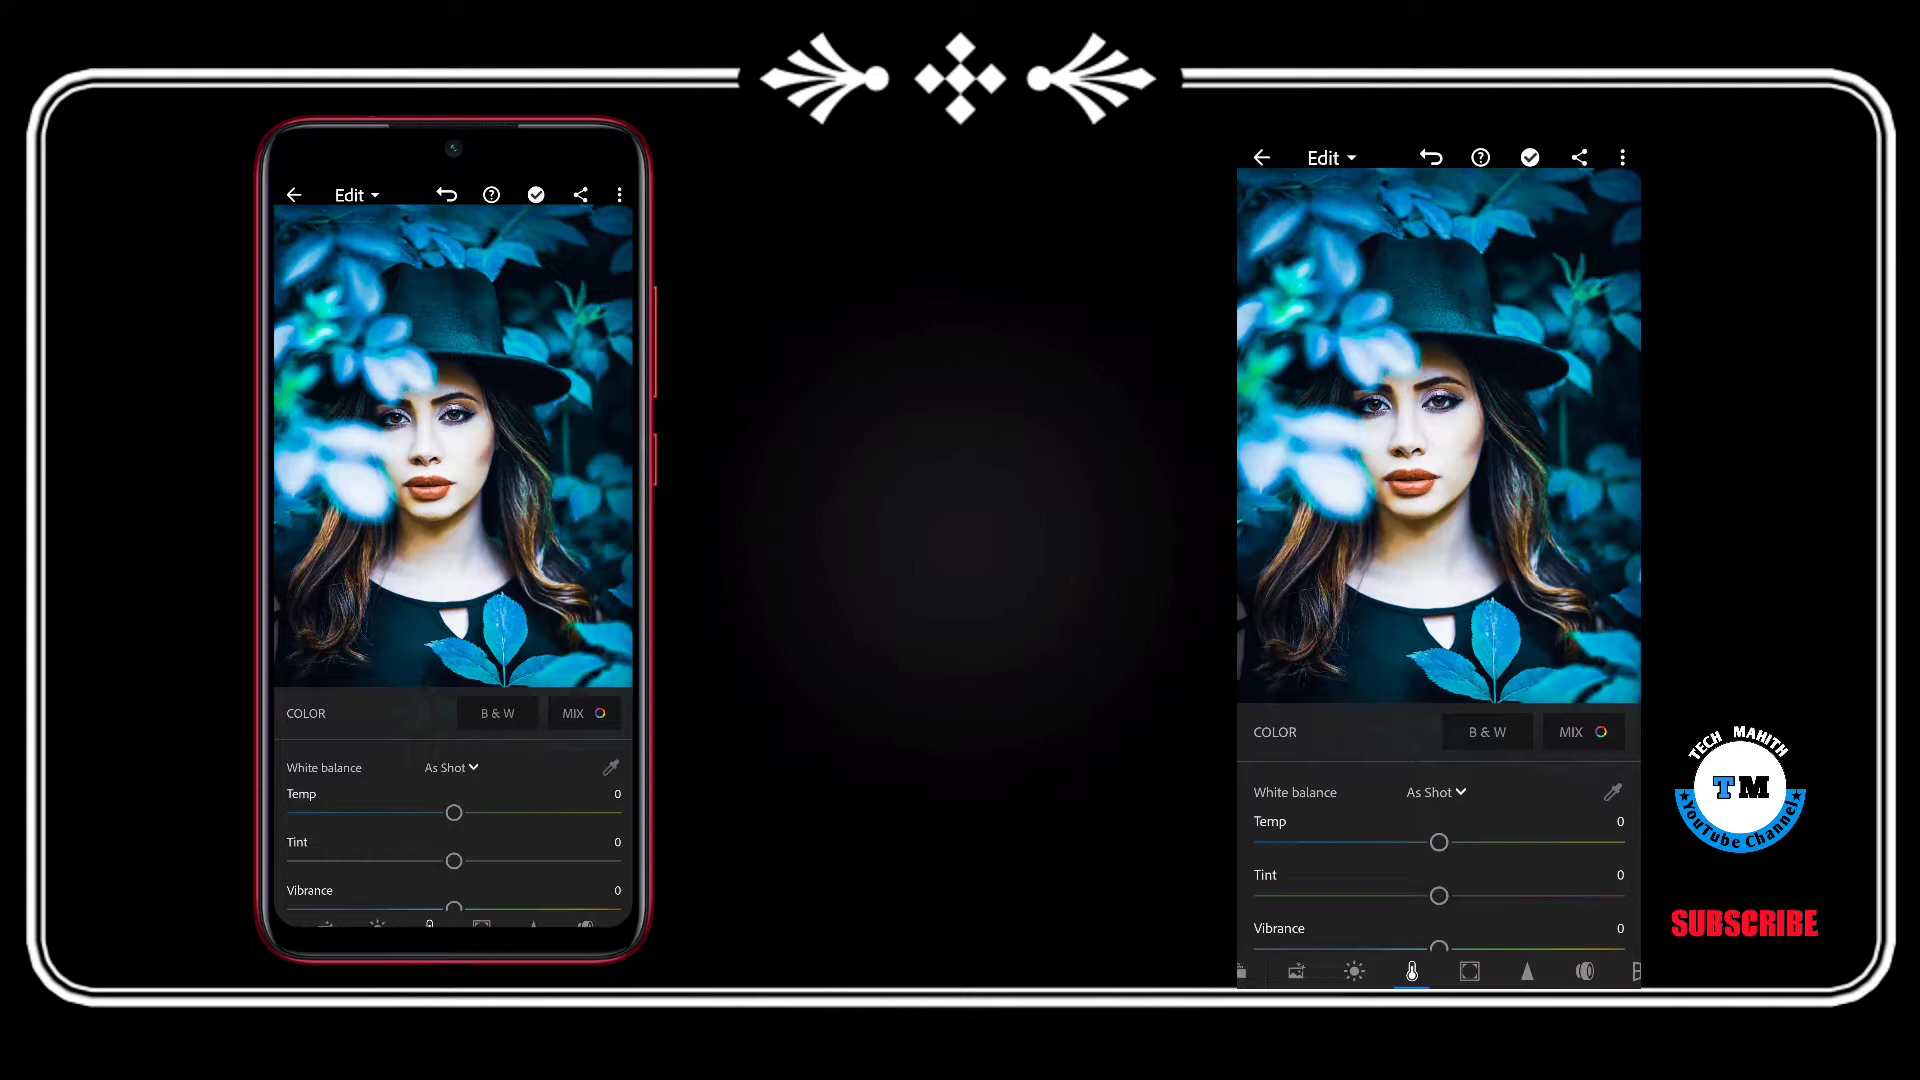 Edit
COLOR
B & W
MIX
White balance
As Shot
Temp
0
Tint
0
Vibrance
0
Edit
COLOR
B & W
MIX
White balance
As Shot
Temp
0
Tint
0
Vibrance
0
TECH MAHITH
TM
YouTube Channel
SUBSCRIBE